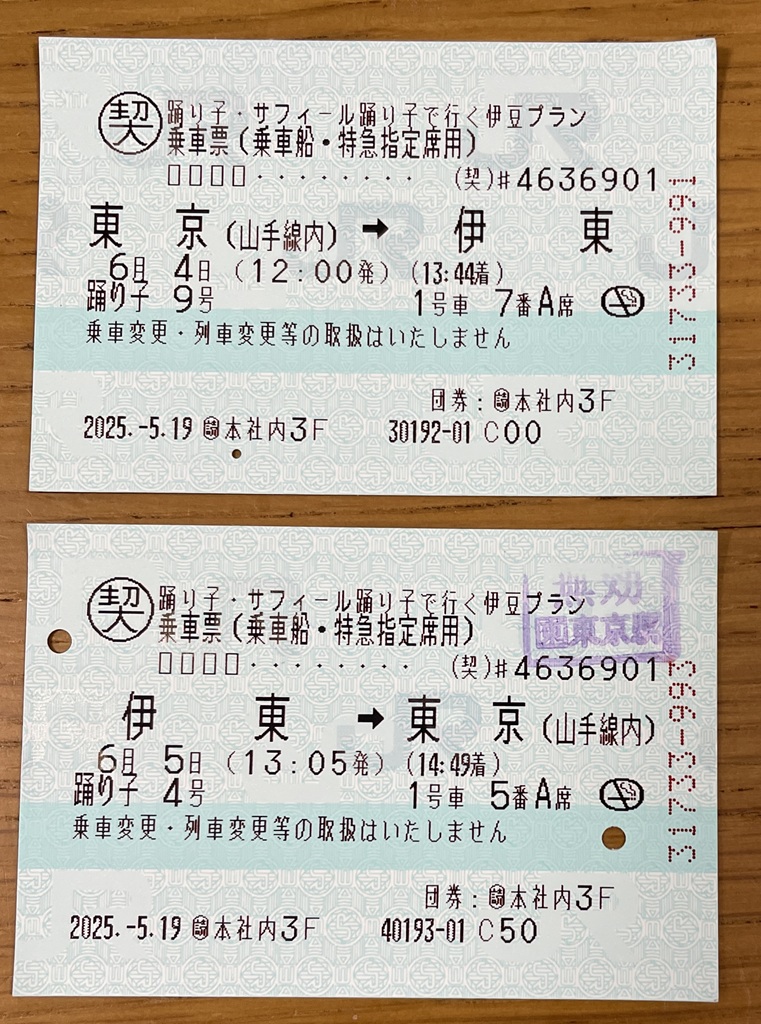 契 踊り子・サフィール踊り子で行く伊豆プラン
乗車票(乗車船・特急指定席用)
□□□□・・・・・・・・ (契)#4636901
東 京(山手線内) ➡ 伊 東
6月 4日 (12:00発) (13:44着)
踊り子 9号 1号車 7番A席
乗車変更・列車変更等の取扱はいたしません
団券:㊕本社内3F
2025.-5.19 本社内3F 30192-01 C00
31733-991
契 踊り子・サフィール踊り子で行く伊豆プラン
乗車票(乗車船・特急指定席用)
無効
東京駅
□□□□・・・・・・・・ (契)#4636901
伊 東 ➡ 東 京(山手線内)
6月 5日 (13:05発) (14:49着)
踊り子 4号 1号車 5番A席
乗車変更・列車変更等の取扱はいたしません
団券:本社内3F
2025.-5.19 本社内3F 40193-01 C50
31733-993